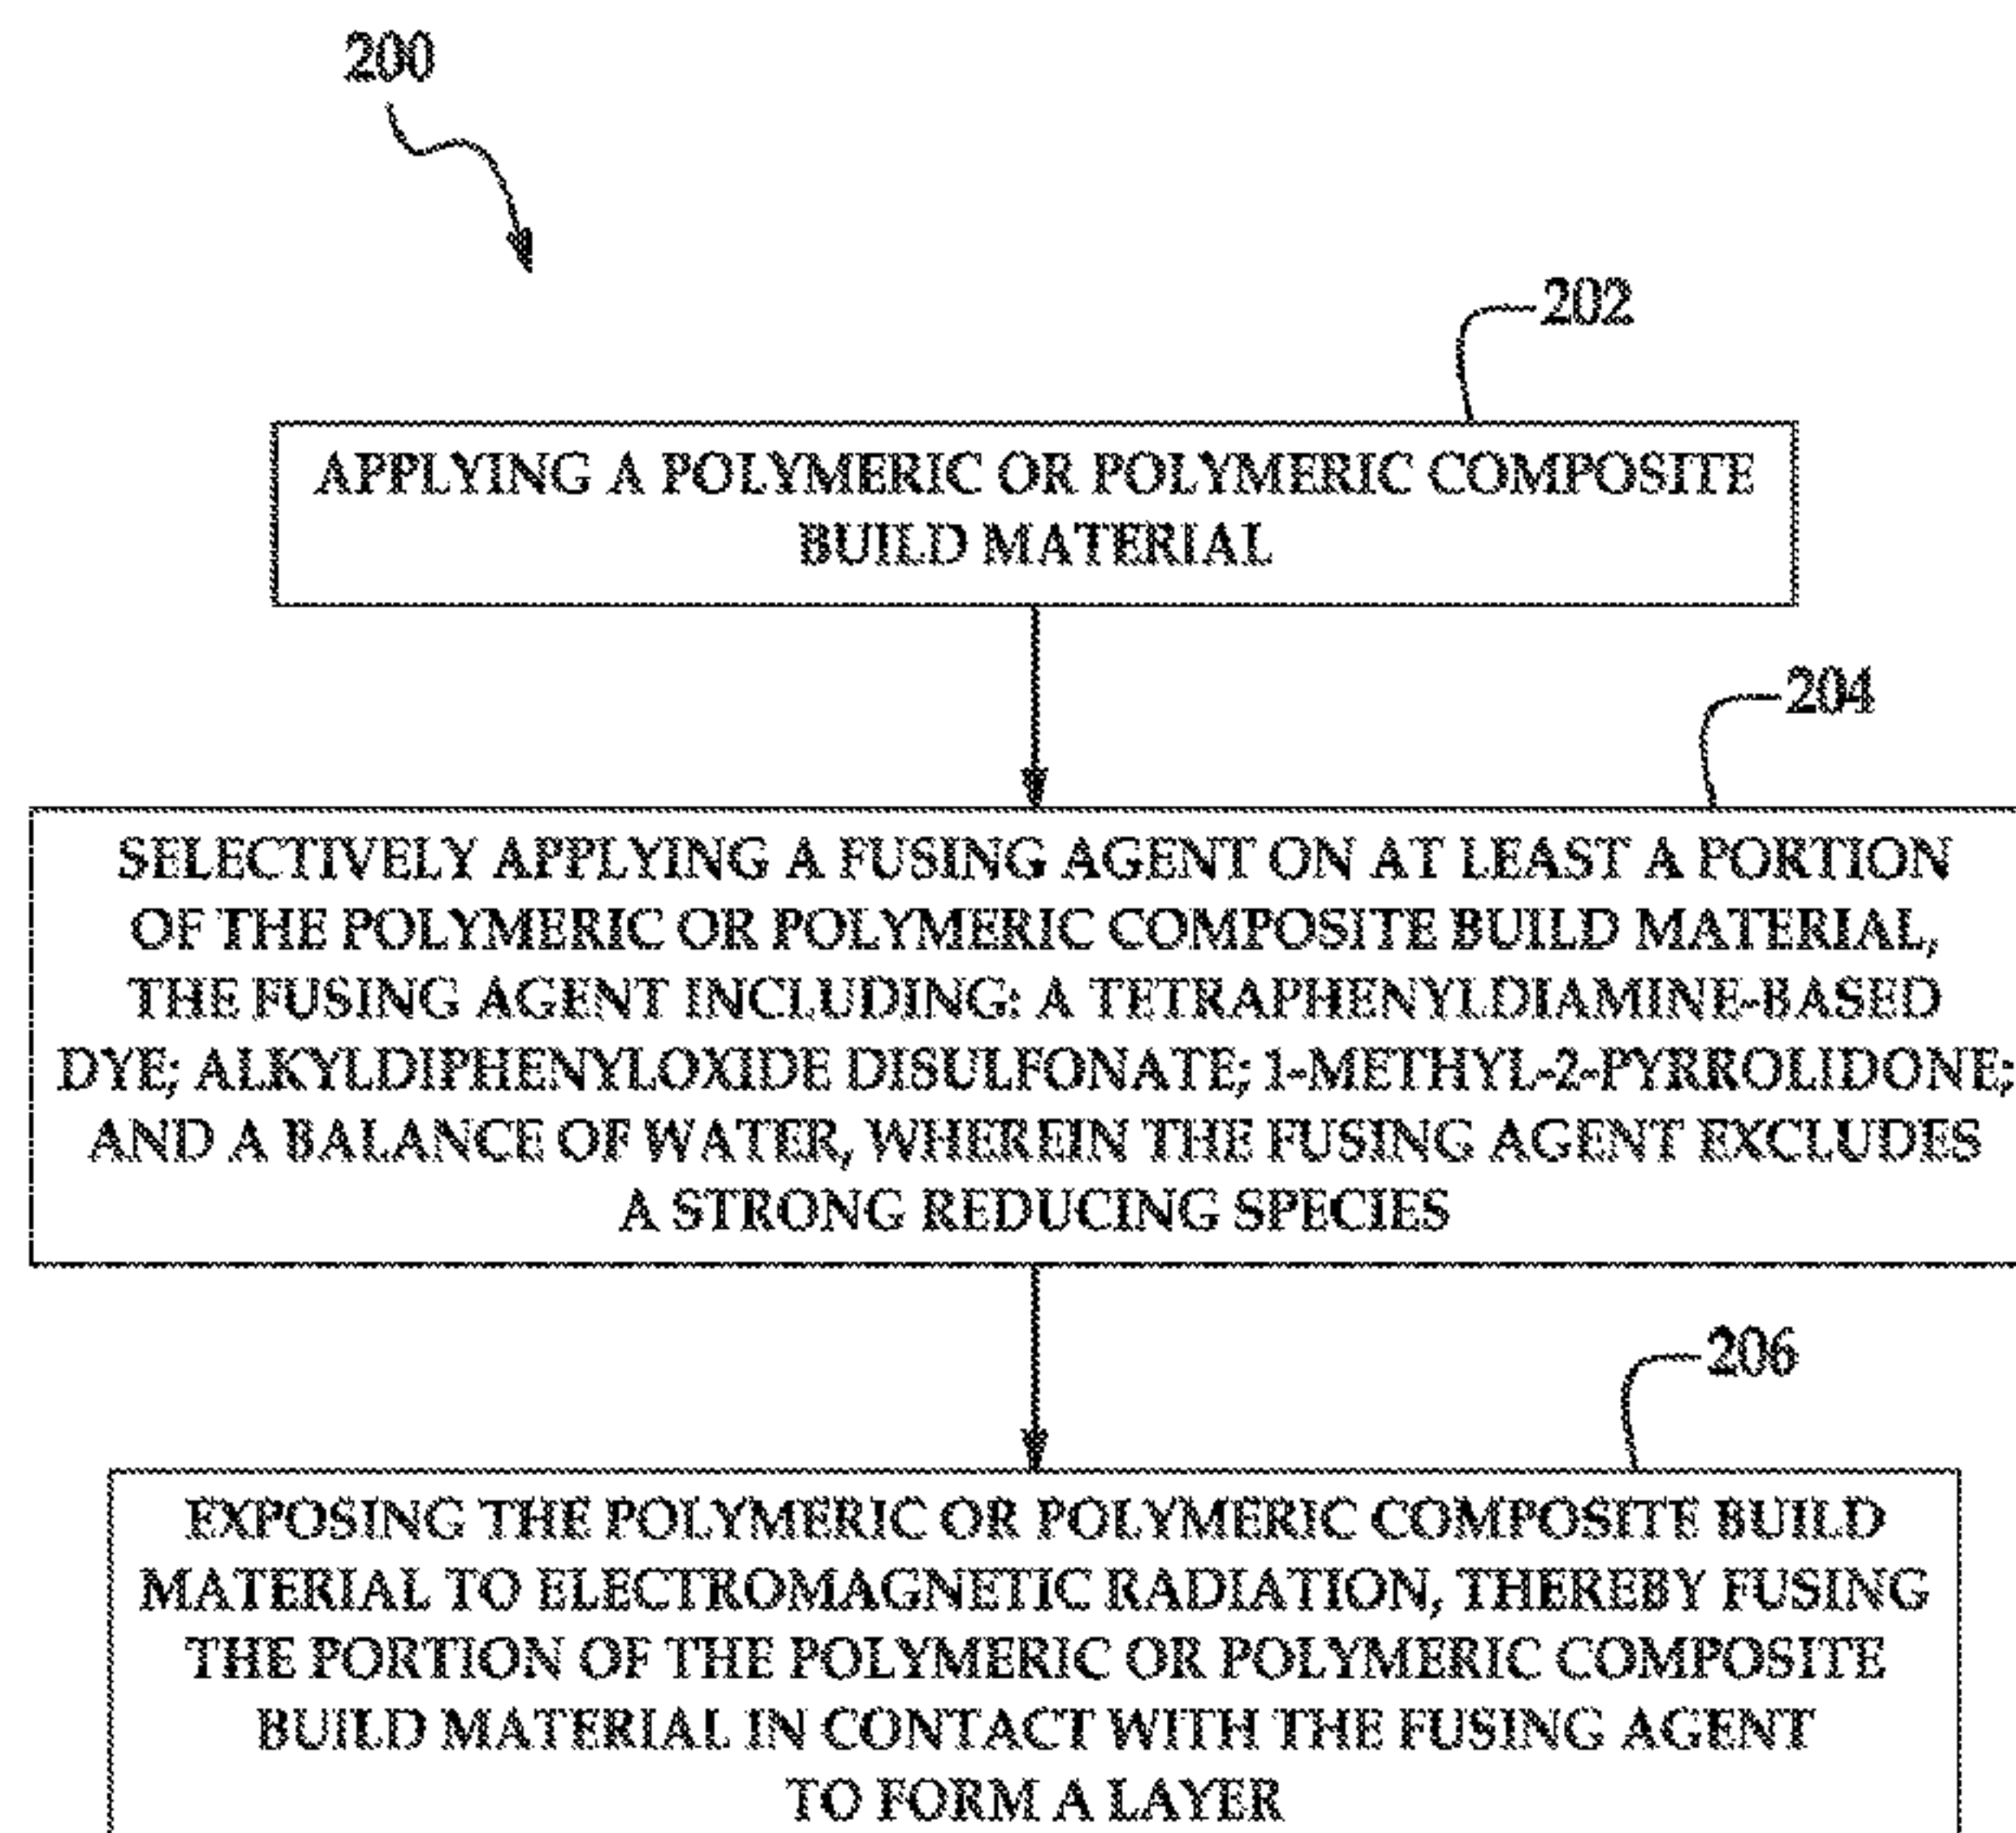 200
202
APPLYING A POLYMERIC OR POLYMERIC COMPOSITE
BUILD MATERIAL
204
SELECTIVELY APPLYING A FUSING AGENT ON AT LEAST A PORTION
OF THE POLYMERIC OR POLYMERIC COMPOSITE BUILD MATERIAL,
THE FUSING AGENT INCLUDING: A TETRAPHENYLDIAMINE-BASED
DYE; ALKYLDIPHENYLOXIDE DISULFONATE; 1-METHYL-2-PYRROLIDONE;
AND A BALANCE OF WATER, WHEREIN THE FUSING AGENT EXCLUDES
A STRONG REDUCING SPECIES
206
EXPOSING THE POLYMERIC OR POLYMERIC COMPOSITE BUILD
MATERIAL TO ELECTROMAGNETIC RADIATION, THEREBY FUSING
THE PORTION OF THE POLYMERIC OR POLYMERIC COMPOSITE
BUILD MATERIAL IN CONTACT WITH THE FUSING AGENT
TO FORM A LAYER